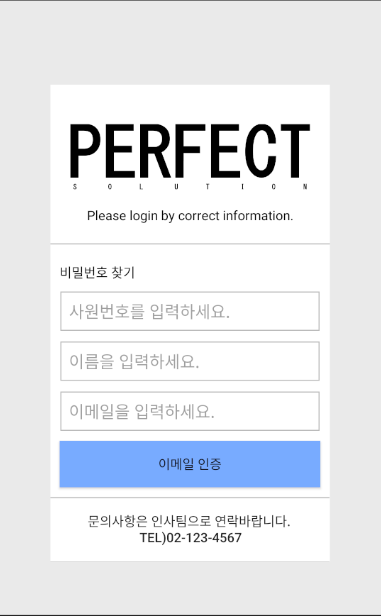 PERFECT
SOLUTION
Please login by correct information.
비밀번호 찾기
사원번호를 입력하세요.
이름을 입력하세요.
이메일을 입력하세요.
이메일 인증
문의사항은 인사팀으로 연락바랍니다.
TEL)02-123-4567